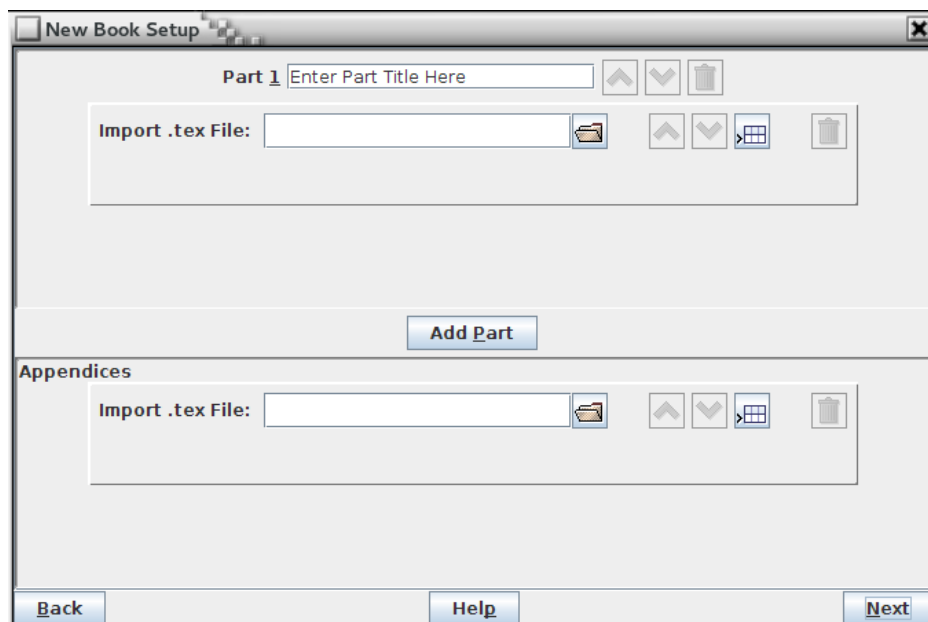 New Book Setup
Part 1 Enter Part Title Here
Import .tex File:
Add Part
Appendices
Import .tex File:
Back Help Next